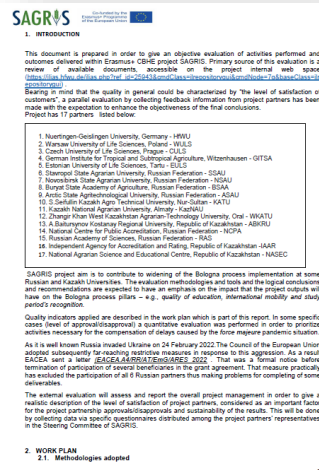 SAGRIS
Co-funded by the
Erasmus+ Programme
of the European Union
1. INTRODUCTION
This document is prepared in order to give an objective evaluation of activities performed and
outcomes delivered within Erasmus+ CBHE project SAGRIS. Primary source of this evaluation is a
review of available documents, accessible on the project internal web space
(https://ilias.hfwu.de/ilias.php?ref_id=25943&cmdClass=ilrepositorygui&cmdNode=7q&baseClass=ilr
epositorygui).
Bearing in mind that the quality in general could be characterized by "the level of satisfaction of
customers", a parallel evaluation by collecting feedback information from project partners has been
made with the expectation to enhance the objectiveness of the final conclusions.
Project has 17 partners listed below:
1. Nuertingen-Geislingen University, Germany - HfWU
2. Warsaw University of Life Sciences, Poland - WULS
3. Czech University of Life Sciences, Prague - CULS
4. German Institute for Tropical and Subtropical Agriculture, Witzenhausen - GITSA
5. Estonian University of Life Sciences, Tartu - EULS
6. Stavropol State Agrarian University, Russian Federation - SSAU
7. Novosibirsk State Agrarian University, Russian Federation - NSAU
8. Buryat State Academy of Agriculture, Russian Federation - BSAA
9. Arctic State Agritechnological University, Russian Federation - ASAU
10. S.Seifullin Kazakh Agro Technical University, Nur-Sultan - KATU
11. Kazakh National Agrarian University, Almaty - KazNAU
12. Zhangir Khan West Kazakhstan Agrarian-Technology University, Oral - WKATU
13. A.Baitursynov Kostanay Regional University, Republic of Kazakhstan - ABKRU
14. National Centre for Public Accreditation, Russian Federation - NCPA
15. Russian Academy of Sciences, Russian Federation - RAS
16. Independent Agency for Accreditation and Rating, Republic of Kazakhstan -IAAR
17. National Agrarian Science and Educational Centre, Republic of Kazakhstan - NASEC
SAGRIS project aim is to contribute to widening of the Bologna process implementation at some
Russian and Kazakh Universities. The evaluation methodologies and tools and the logical conclusions
and recommendations are expected to have an emphasis on the impact that the project outputs will
have on the Bologna process pillars – e.g., quality of education, international mobility and study
period's recognition.
Quality indicators applied are described in the work plan which is part of this report. In some specific
cases (level of approval/disapproval) a quantitative evaluation was performed in order to prioritize
activities necessary for the compensation of delays caused by the force majeure pandemic situation.
As it is well known Russia invaded Ukraine on 24 February 2022.The Council of the European Union
adopted subsequently far-reaching restrictive measures in response to this aggression. As a result
EACEA sent a letter (EACEA.A4/RR/AT/EmG/ARES 2022 . That was a formal notice before
termination of participation of several beneficiaries in the grant agreement. That measure practically
has excluded the participation of all 6 Russian partners thus making problems for completing of some
deliverables.
The external evaluation will assess and report the overall project management in order to give a
realistic description of the level of satisfaction of project partners, considered as an important factor
for the project partnership approvals/disapprovals and sustainability of the results. This will be done
by collecting data via specific questionnaires distributed among the project partners' representatives
in the Steering Committee of SAGRIS.
2. WORK PLAN
2.1. Methodologies adopted